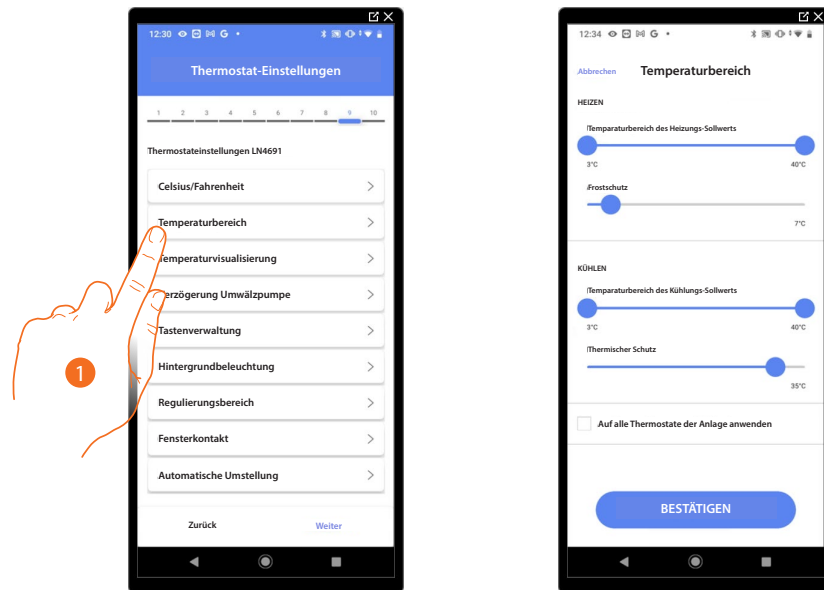 12:30 G
Thermostat-Einstellungen
1 2 3 4 5 6 7 8 9 10
Thermostateinstellungen LN4691
Celsius/Fahrenheit
Temperaturbereich
Temperaturvisualisierung
Verzögerung Umwälzpumpe
Tastenverwaltung
Hintergrundbeleuchtung
Regulierungsbereich
Fensterkontakt
Automatische Umstellung
Zurück Weiter
1
12:34 G
Abbrechen Temperaturbereich
HEIZEN
Temparaturbereich des Heizungs-Sollwerts
3°C 40°C
Frostschutz
7°C
KÜHLEN
Temparaturbereich des Kühlungs-Sollwerts
3°C 40°C
Thermischer Schutz
35°C
Auf alle Thermostate der Anlage anwenden
BESTÄTIGEN